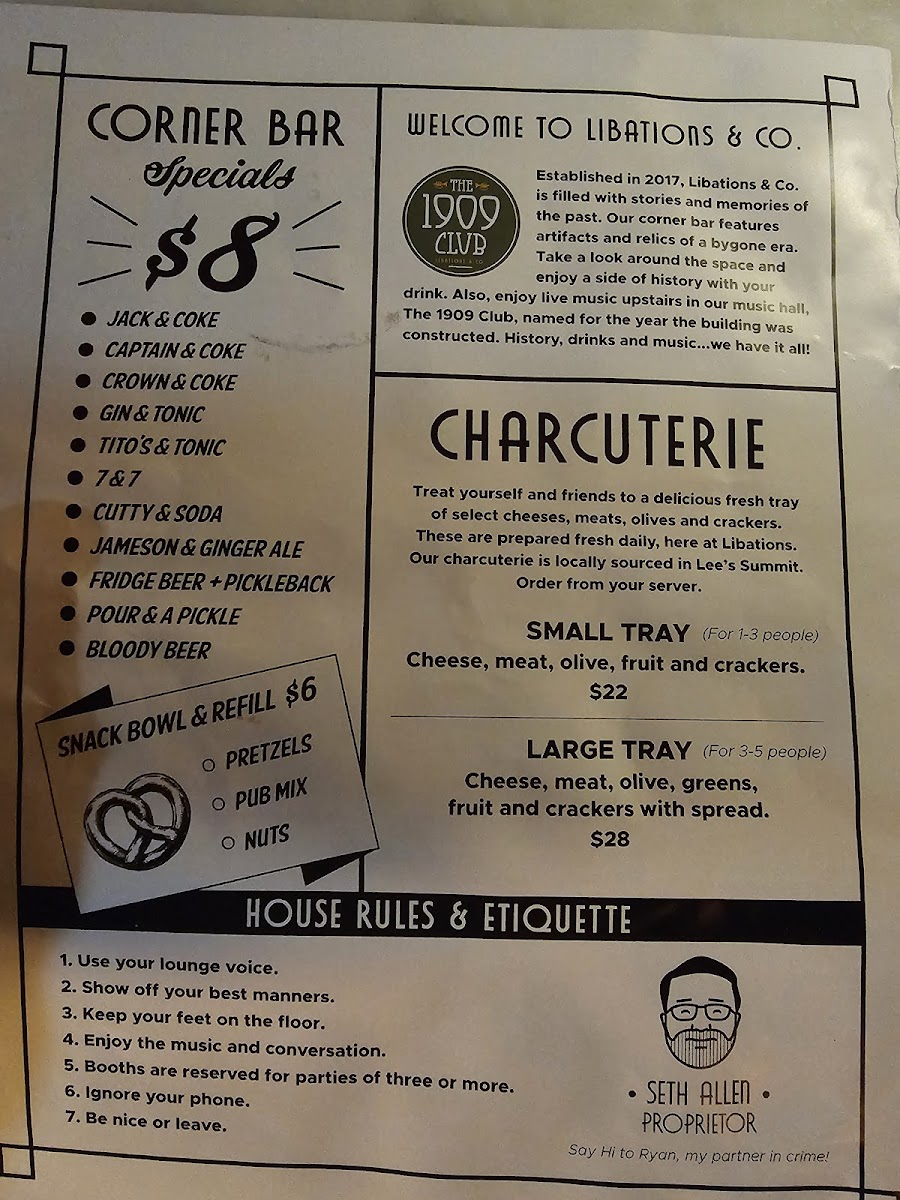 CORNER BAR
Specials
$8
JACK & COKE
CAPTAIN & COKE
CROWN & COKE
GIN & TONIC
TITO'S & TONIC
7 & 7
CUTTY & SODA
JAMESON & GINGER ALE
FRIDGE BEER + PICKLEBACK
POUR & A PICKLE
BLOODY BEER
SNACK BOWL & REFILL $6
PRETZELS
PUB MIX
NUTS
WELCOME TO LIBATIONS & CO.
THE
1909
CLUB
LIBATIONS & CO.
Established in 2017, Libations & Co.
is filled with stories and memories of
the past. Our corner bar features
artifacts and relics of a bygone era.
Take a look around the space and
enjoy a side of history with your
drink. Also, enjoy live music upstairs in our music hall,
The 1909 Club, named for the year the building was
constructed. History, drinks and music...we have it all!
CHARCUTERIE
Treat yourself and friends to a delicious fresh tray
of select cheeses, meats, olives and crackers.
These are prepared fresh daily, here at Libations.
Our charcuterie is locally sourced in Lee's Summit.
Order from your server.
SMALL TRAY (For 1-3 people)
Cheese, meat, olive, fruit and crackers.
$22
LARGE TRAY (For 3-5 people)
Cheese, meat, olive, greens,
fruit and crackers with spread.
$28
HOUSE RULES & ETIQUETTE
1. Use your lounge voice.
2. Show off your best manners.
3. Keep your feet on the floor.
4. Enjoy the music and conversation.
5. Booths are reserved for parties of three or more.
6. Ignore your phone.
7. Be nice or leave.
• SETH ALLEN •
PROPRIETOR
Say Hi to Ryan, my partner in crime!